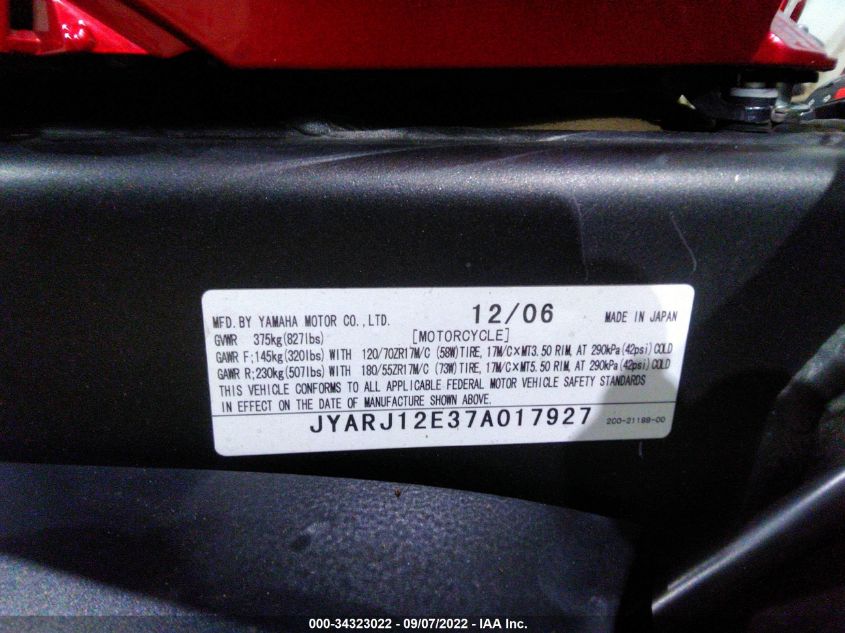 MFD. BY YAMAHA MOTOR CO., LTD. 12/06 MADE IN JAPAN
GVWR 375kg(827lbs) [MOTORCYCLE]
GAWR F;145kg(320lbs) WITH 120/70ZR17M/C (58W)TIRE, 17M/C×MT3.50 RIM, AT 290kPa(42psi) COLD
GAWR R;230kg(507lbs) WITH 180/55ZR17M/C (73W)TIRE, 17M/C×MT5.50 RIM, AT 290kPa(42psi) COLD
THIS VEHICLE CONFORMS TO ALL APPLICABLE FEDERAL MOTOR VEHICLE SAFETY STANDARDS
IN EFFECT ON THE DATE OF MANUFACTURE SHOWN ABOVE.
JYARJ12E37A017927 200-21199-00
000-34323022 - 09/07/2022 - IAA Inc.